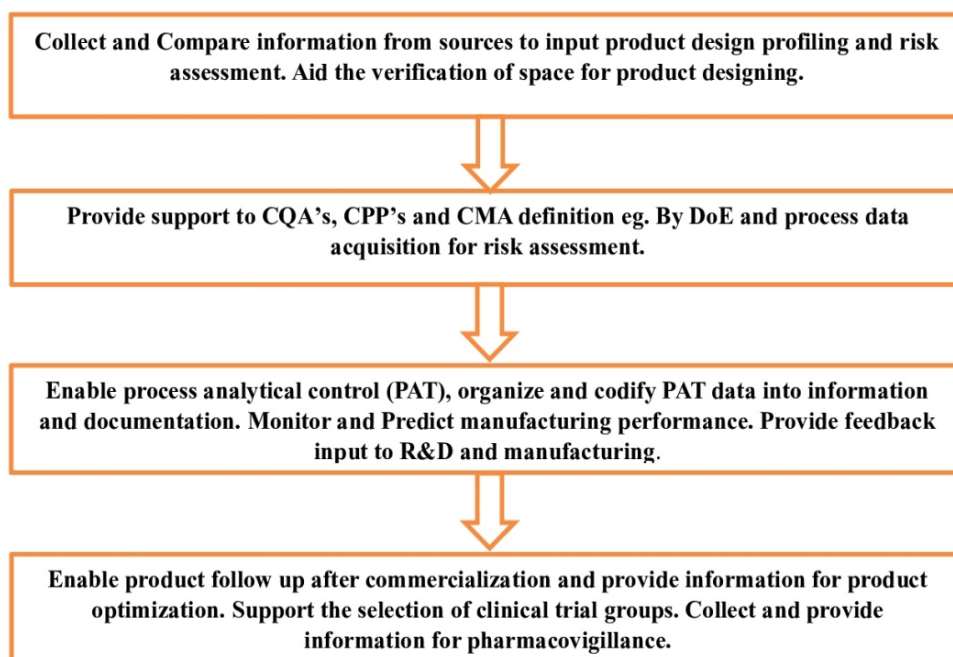 Collect and Compare information from sources to input product design profiling and risk
assessment. Aid the verification of space for product designing.
Provide support to CQA’s, CPP’s and CMA definition eg. By DoE and process data
acquisition for risk assessment.
Enable process analytical control (PAT), organize and codify PAT data into information
and documentation. Monitor and Predict manufacturing performance. Provide feedback
input to R&D and manufacturing.
Enable product follow up after commercialization and provide information for product
optimization. Support the selection of clinical trial groups. Collect and provide
information for pharmacovigillance.